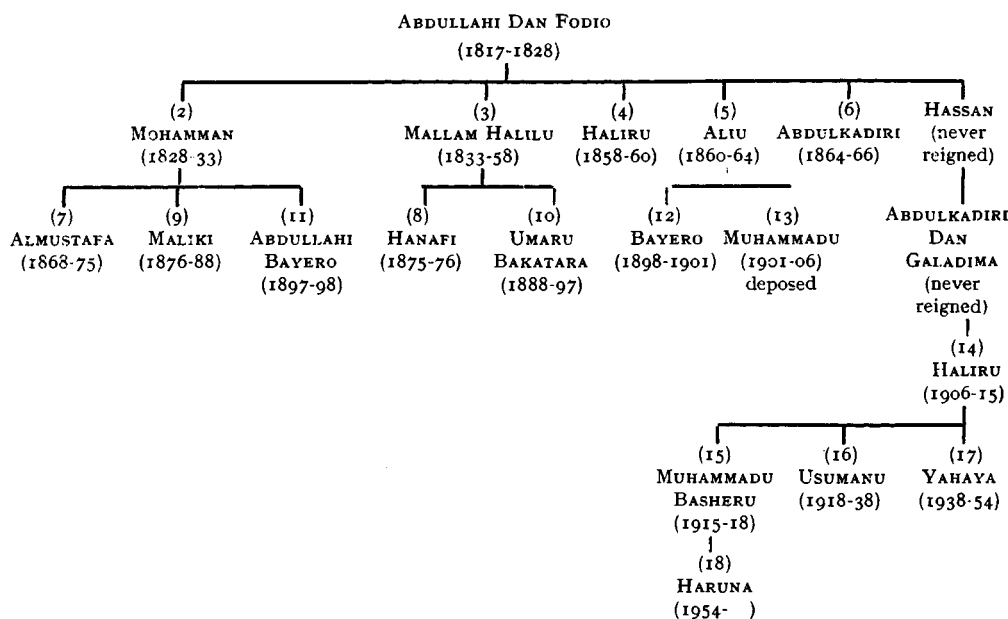 ABDULLAHI DAN FODIO
(1817-1828)
(2)
MOHAMMAN
(1828-33)
(3)
MALLAM HALILU
(1833-58)
(4)
HALIRU
(1858-60)
(5)
ALIU
(1860-64)
(6)
ABDULKADIRI
(1864-66)
HASSAN
(never
reigned)
(7)
ALMUSTAFA
(1868-75)
(9)
MALIKI
(1876-88)
(11)
ABDULLAHI
BAYERO
(1897-98)
(8)
HANAFI
(1875-76)
(10)
UMARU
BAKATARA
(1888-97)
(12)
BAYERO
(1898-1901)
(13)
MUHAMMADU
(1901-06)
deposed
ABDULKADIRI
DAN
GALADIMA
(never
reigned)
(14)
HALIRU
(1906-15)
(15)
MUHAMMADU
BASHERU
(1915-18)
(16)
USUMANU
(1918-38)
(17)
YAHAYA
(1938-54)
(18)
HARUNA
(1954- )